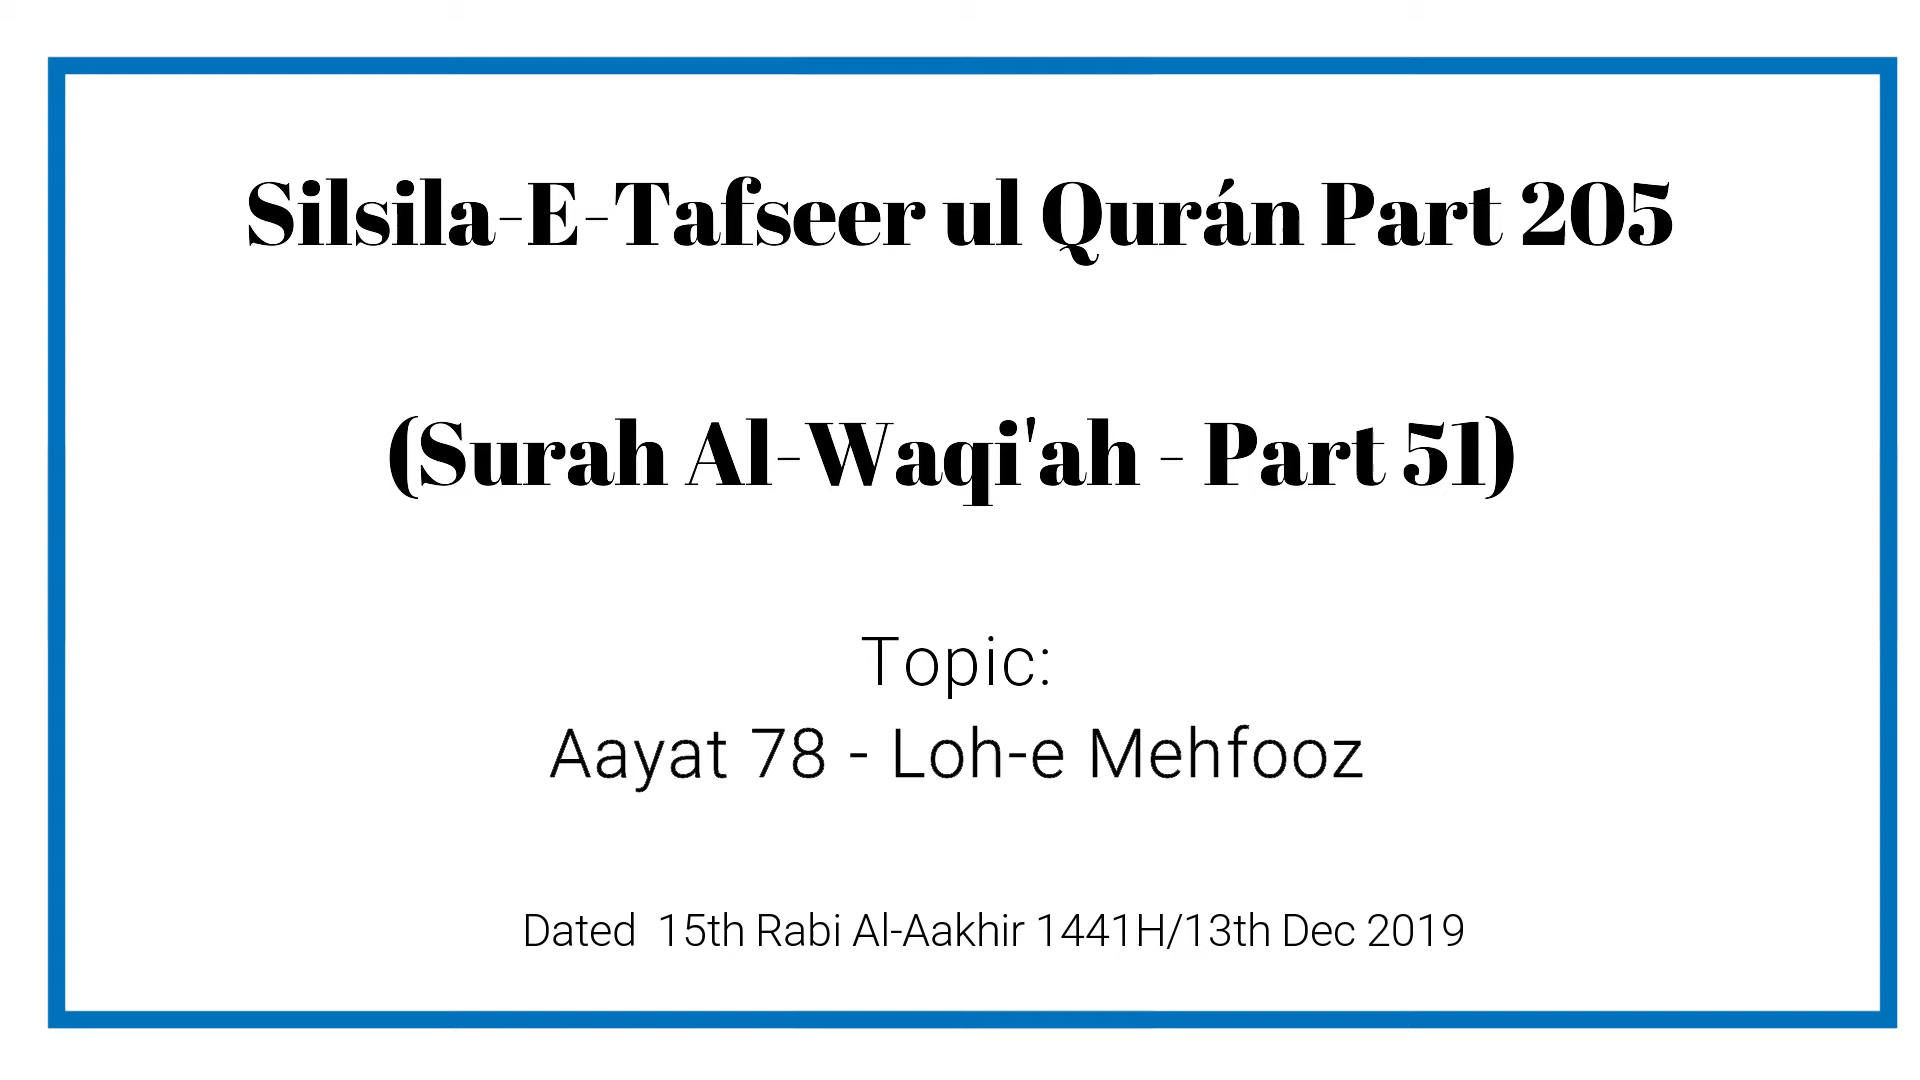 Silsila-E-Tafseer ul Qurán Part 205
(Surah Al-Waqi'ah - Part 51)
Topic:
Aayat 78 - Loh-e Mehfooz
Dated 15th Rabi Al-Aakhir 1441H/13th Dec 2019